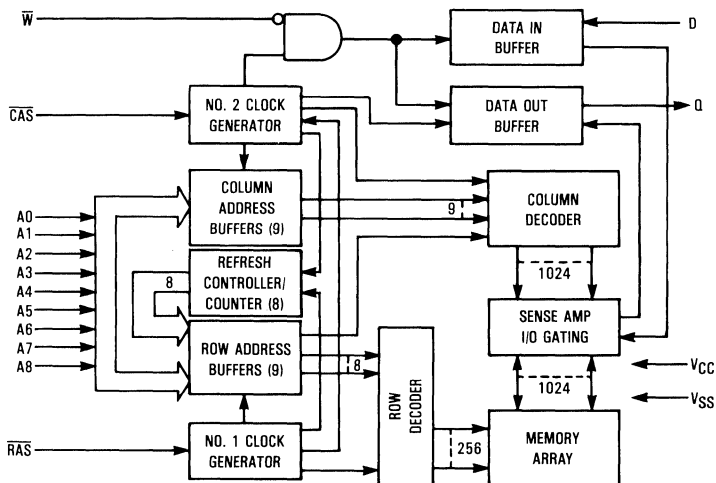 W̅
DATA IN
BUFFER
D
NO. 2 CLOCK
GENERATOR
C̅A̅S̅
DATA OUT
BUFFER
Q
COLUMN
ADDRESS
BUFFERS (9)
9
COLUMN
DECODER
A0
A1
A2
A3
A4
A5
A6
A7
A8
REFRESH
CONTROLLER/
COUNTER (8)
8
1024
SENSE AMP
I/O GATING
ROW ADDRESS
BUFFERS (9)
8
ROW
DECODER
1024
VCC
VSS
R̅A̅S̅
NO. 1 CLOCK
GENERATOR
256
MEMORY
ARRAY